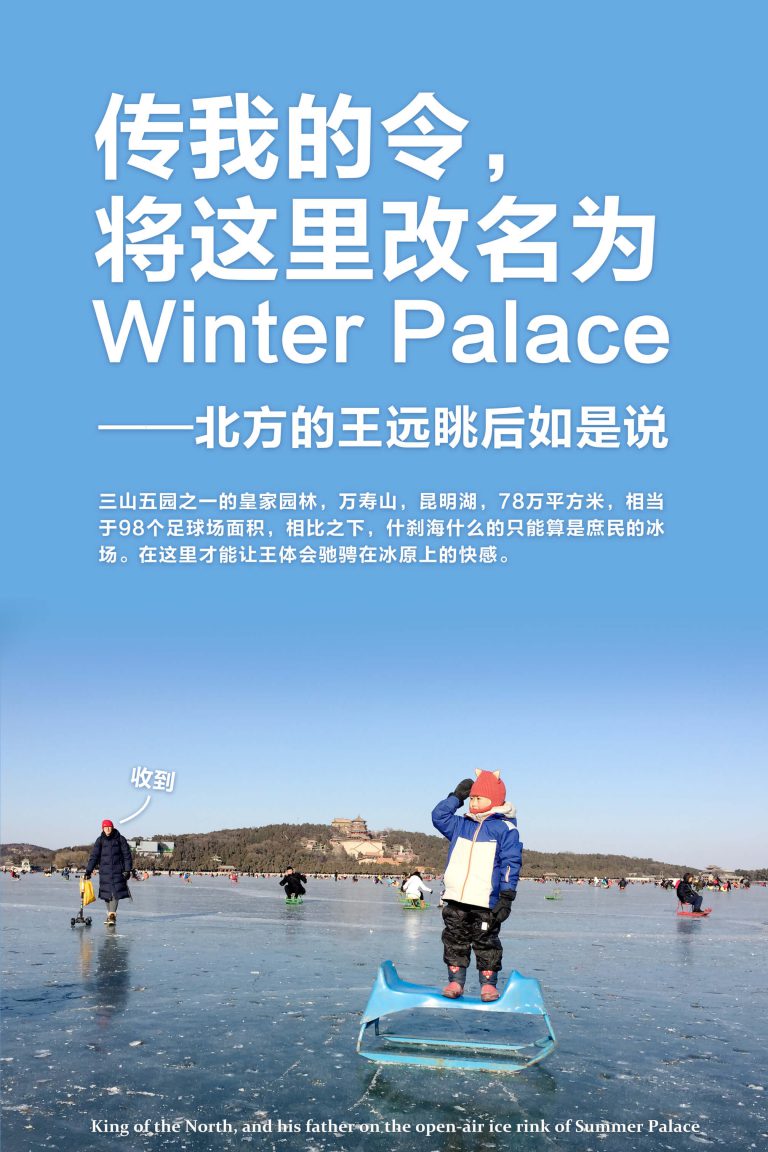 传我的令，
将这里改名为
Winter Palace
——北方的王远眺后如是说
三山五园之一的皇家园林，万寿山，昆明湖，78万平方米，相当
于98个足球场面积，相比之下，什刹海什么的只能算是庶民的冰
场。在这里才能让王体会驰骋在冰原上的快感。
收到
King of the North, and his father on the open-air ice rink of Summer Palace